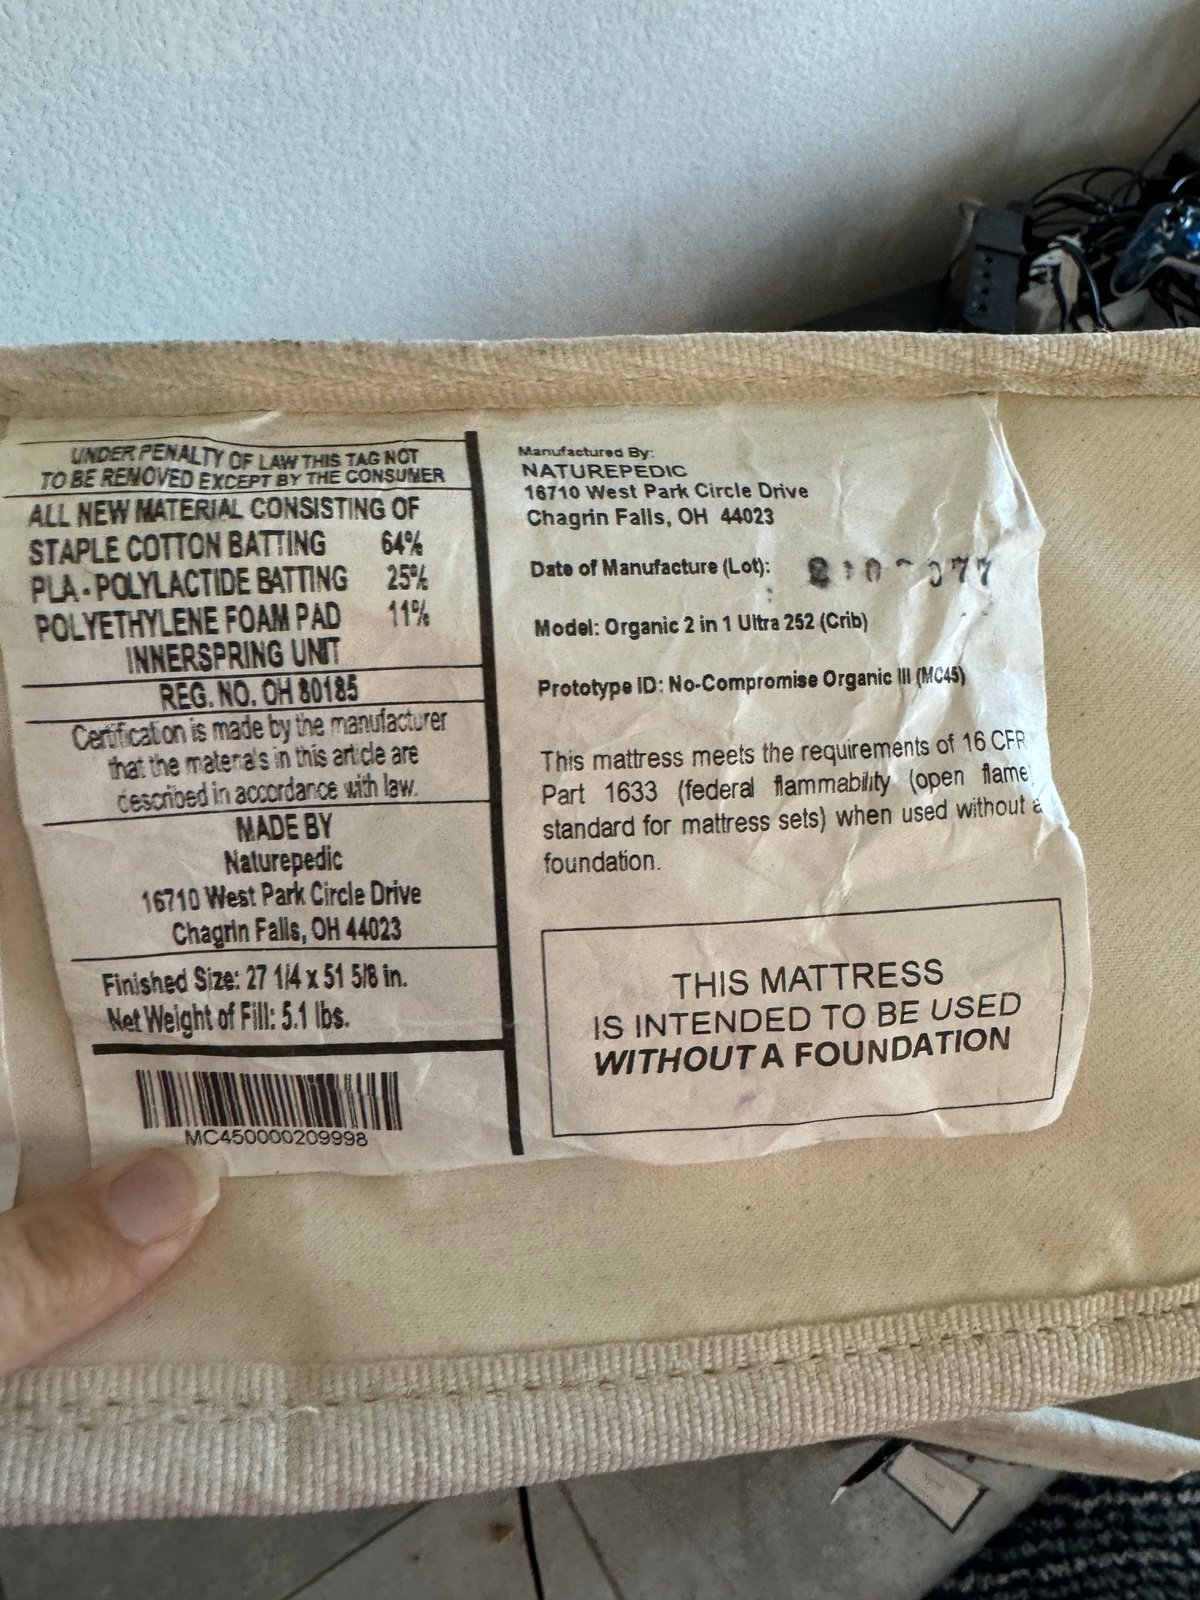 UNDER PENALTY OF LAW THIS TAG NOT
TO BE REMOVED EXCEPT BY THE CONSUMER
ALL NEW MATERIAL CONSISTING OF
STAPLE COTTON BATTING 64%
PLA - POLYLACTIDE BATTING 25%
POLYETHYLENE FOAM PAD 11%
INNERSPRING UNIT
REG. NO. OH 80185
Certification is made by the manufacturer
that the materials in this article are
described in accordance with law.
MADE BY
Naturepedic
16710 West Park Circle Drive
Chagrin Falls, OH 44023
Finished Size: 27 1/4 x 51 5/8 in.
Net Weight of Fill: 5.1 lbs.
MC450000209998
Manufactured By:
NATUREPEDIC
16710 West Park Circle Drive
Chagrin Falls, OH 44023
Date of Manufacture (Lot):
Model: Organic 2 in 1 Ultra 252 (Crib)
Prototype ID: No-Compromise Organic III (MC45)
This mattress meets the requirements of 16 CFR
Part 1633 (federal flammability (open flame)
standard for mattress sets) when used without a
foundation.
THIS MATTRESS
IS INTENDED TO BE USED
WITHOUT A FOUNDATION